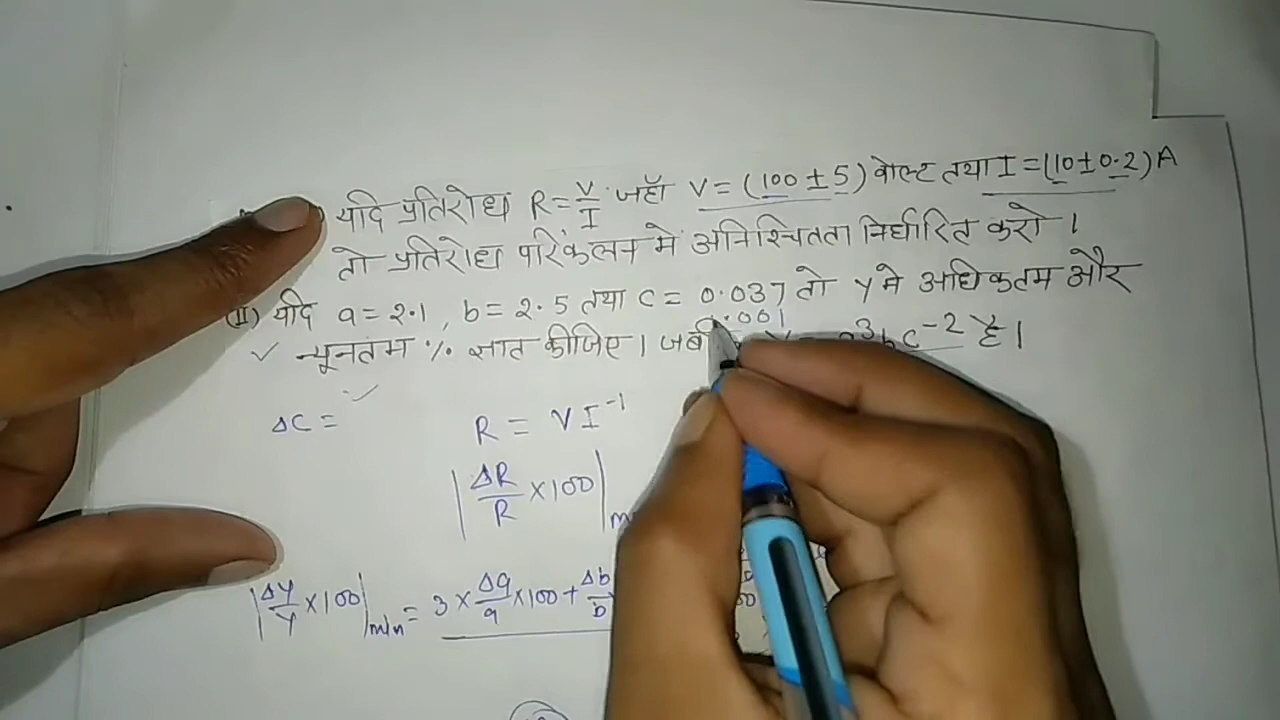 यदि प्रतिरोध R = V/I जहाँ V = (100 ± 5) वोल्ट तथा I = (10 ± 0.2) A
तो प्रतिरोध परिकलन मे अनिश्चितता निर्धारित करो ।
(II) यदि a = 2.1 , b = 2.5 तथा c = 0.037 तो Y मे अधिकतम और
0.001
✓ न्यूनतम % ज्ञात कीजिए । c⁻² है ।
ΔC =
R = V I⁻¹
|ΔR/R × 100|
|ΔY/Y × 100| min = 3 × Δa/a × 100 + Δb/b